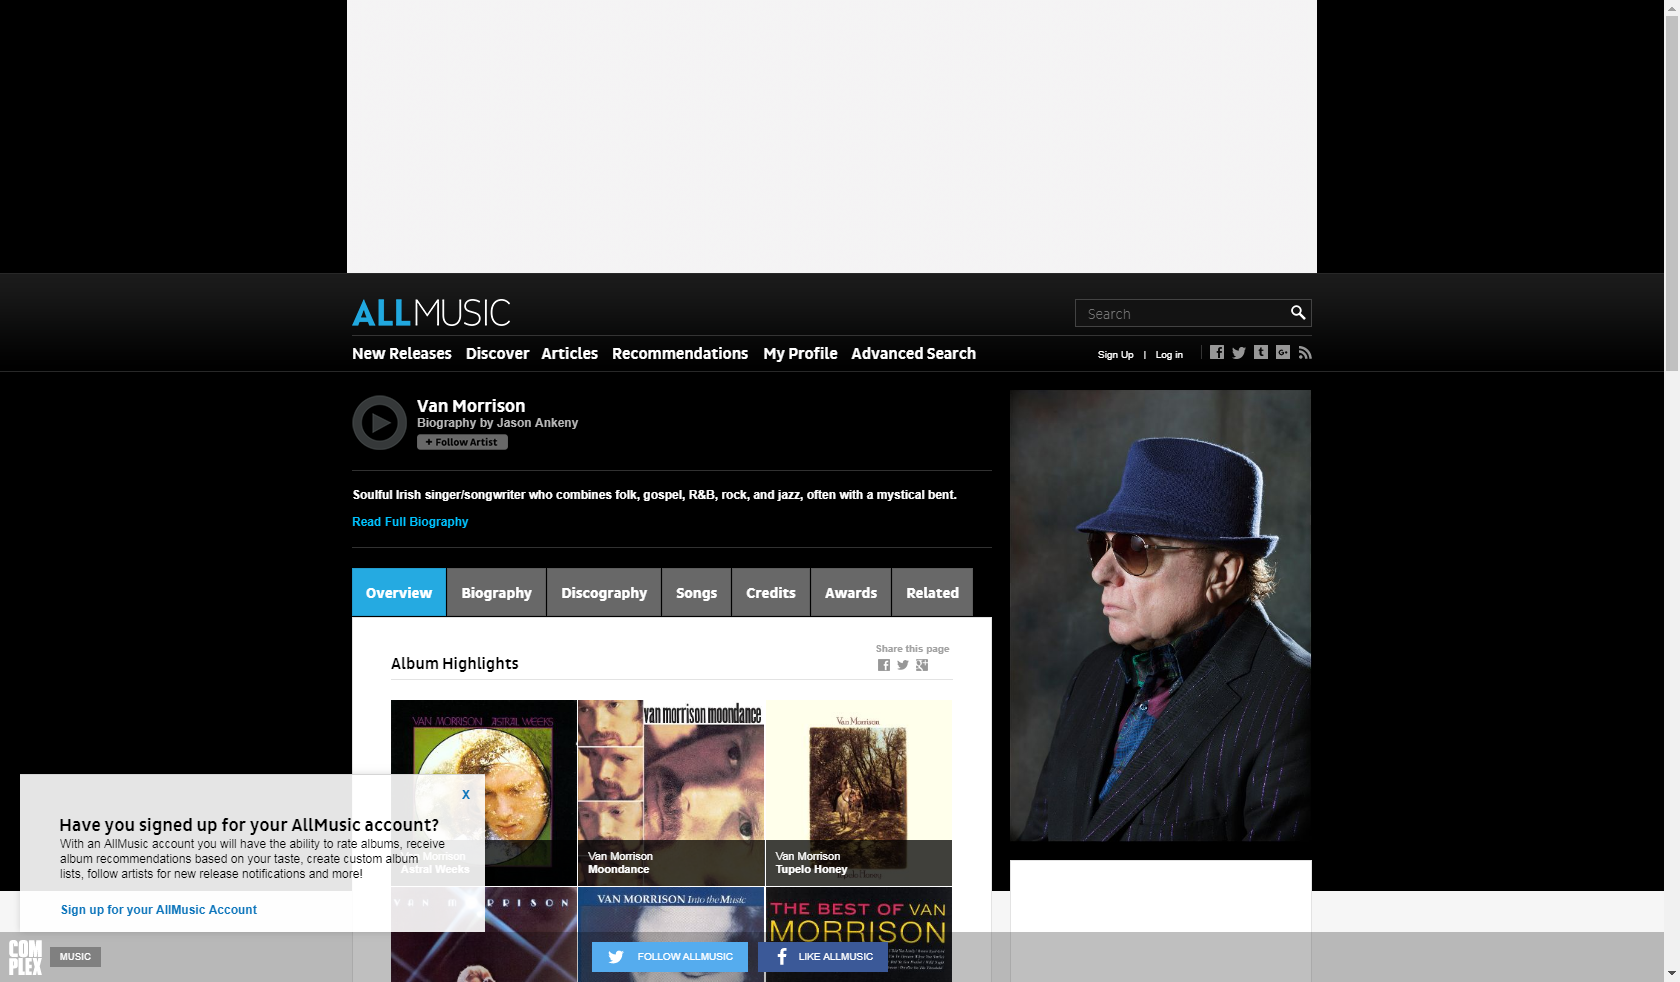 ALLMUSIC
Search
New Releases Discover Articles Recommendations My Profile Advanced Search
Sign Up | Log in
Van Morrison
Biography by Jason Ankeny
+ Follow Artist
Soulful Irish singer/songwriter who combines folk, gospel, R&B, rock, and jazz, often with a mystical bent.
Read Full Biography
Overview Biography Discography Songs Credits Awards Related
Share this page
Album Highlights
VAN MORRISON ASTRAL WEEKS
van morrison moondance
Van Morrison
Tupelo Honey
Morrison
Astral Weeks
Van Morrison
Moondance
Van Morrison
Tupelo Honey
X
Have you signed up for your AllMusic account?
With an AllMusic account you will have the ability to rate albums, receive
album recommendations based on your taste, create custom album
lists, follow artists for new release notifications and more!
Sign up for your AllMusic Account
VAN MORRISON
VAN MORRISON Into the Music
THE BEST OF VAN
MORRISON
COM
PLEX
MUSIC
FOLLOW ALLMUSIC
LIKE ALLMUSIC